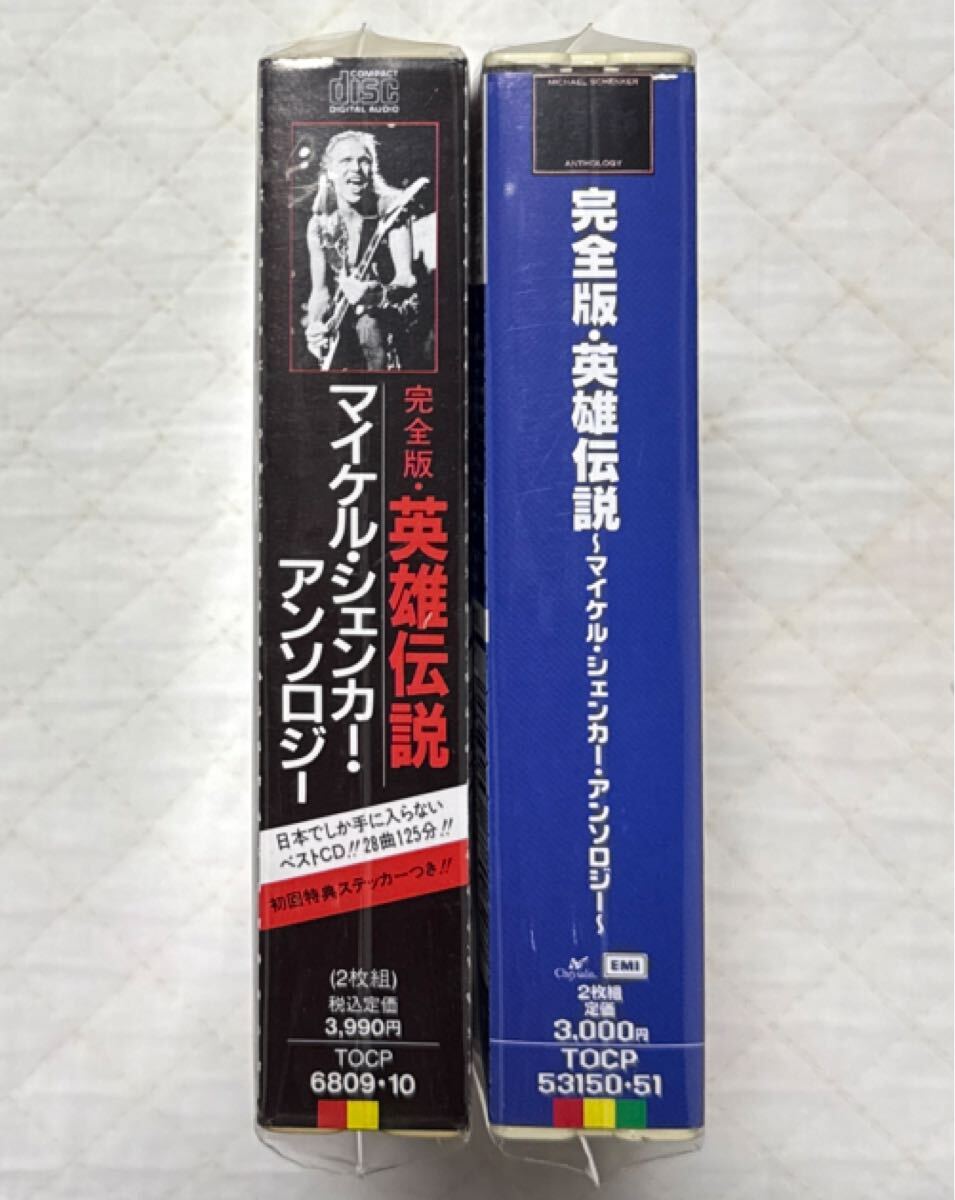 COMPACT
disc
DIGITAL AUDIO
完全版・英雄伝説
マイケル・シェンカー・
アンソロジー
日本でしか手に入らない
ベストCD!!28曲125分!!
初回特典ステッカーつき!!
(2枚組)
税込定価
3,990円
TOCP
6809・10
MICHAEL SCHENKER
ANTHOLOGY
完全版・英雄伝説～マイケル・シェンカー・アンソロジー～
Chrysalis.
EMI
2枚組
定価
3,000円
TOCP
53150・51